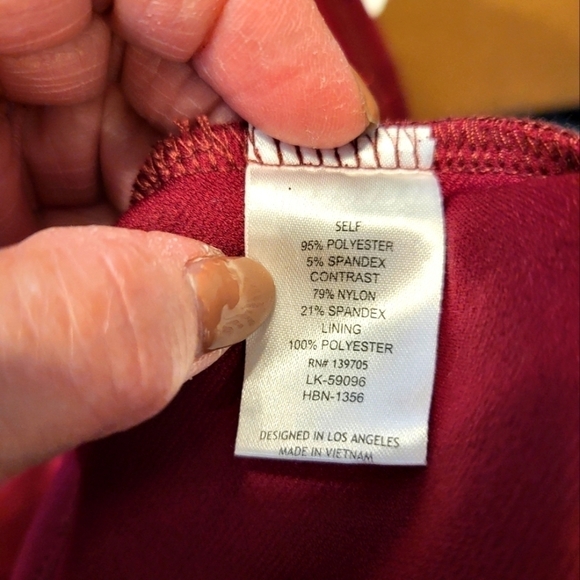 SELF
95% POLYESTER
5% SPANDEX
CONTRAST
79% NYLON
21% SPANDEX
LINING
100% POLYESTER
RN# 139705
LK-59096
HBN-1356
DESIGNED IN LOS ANGELES
MADE IN VIETNAM